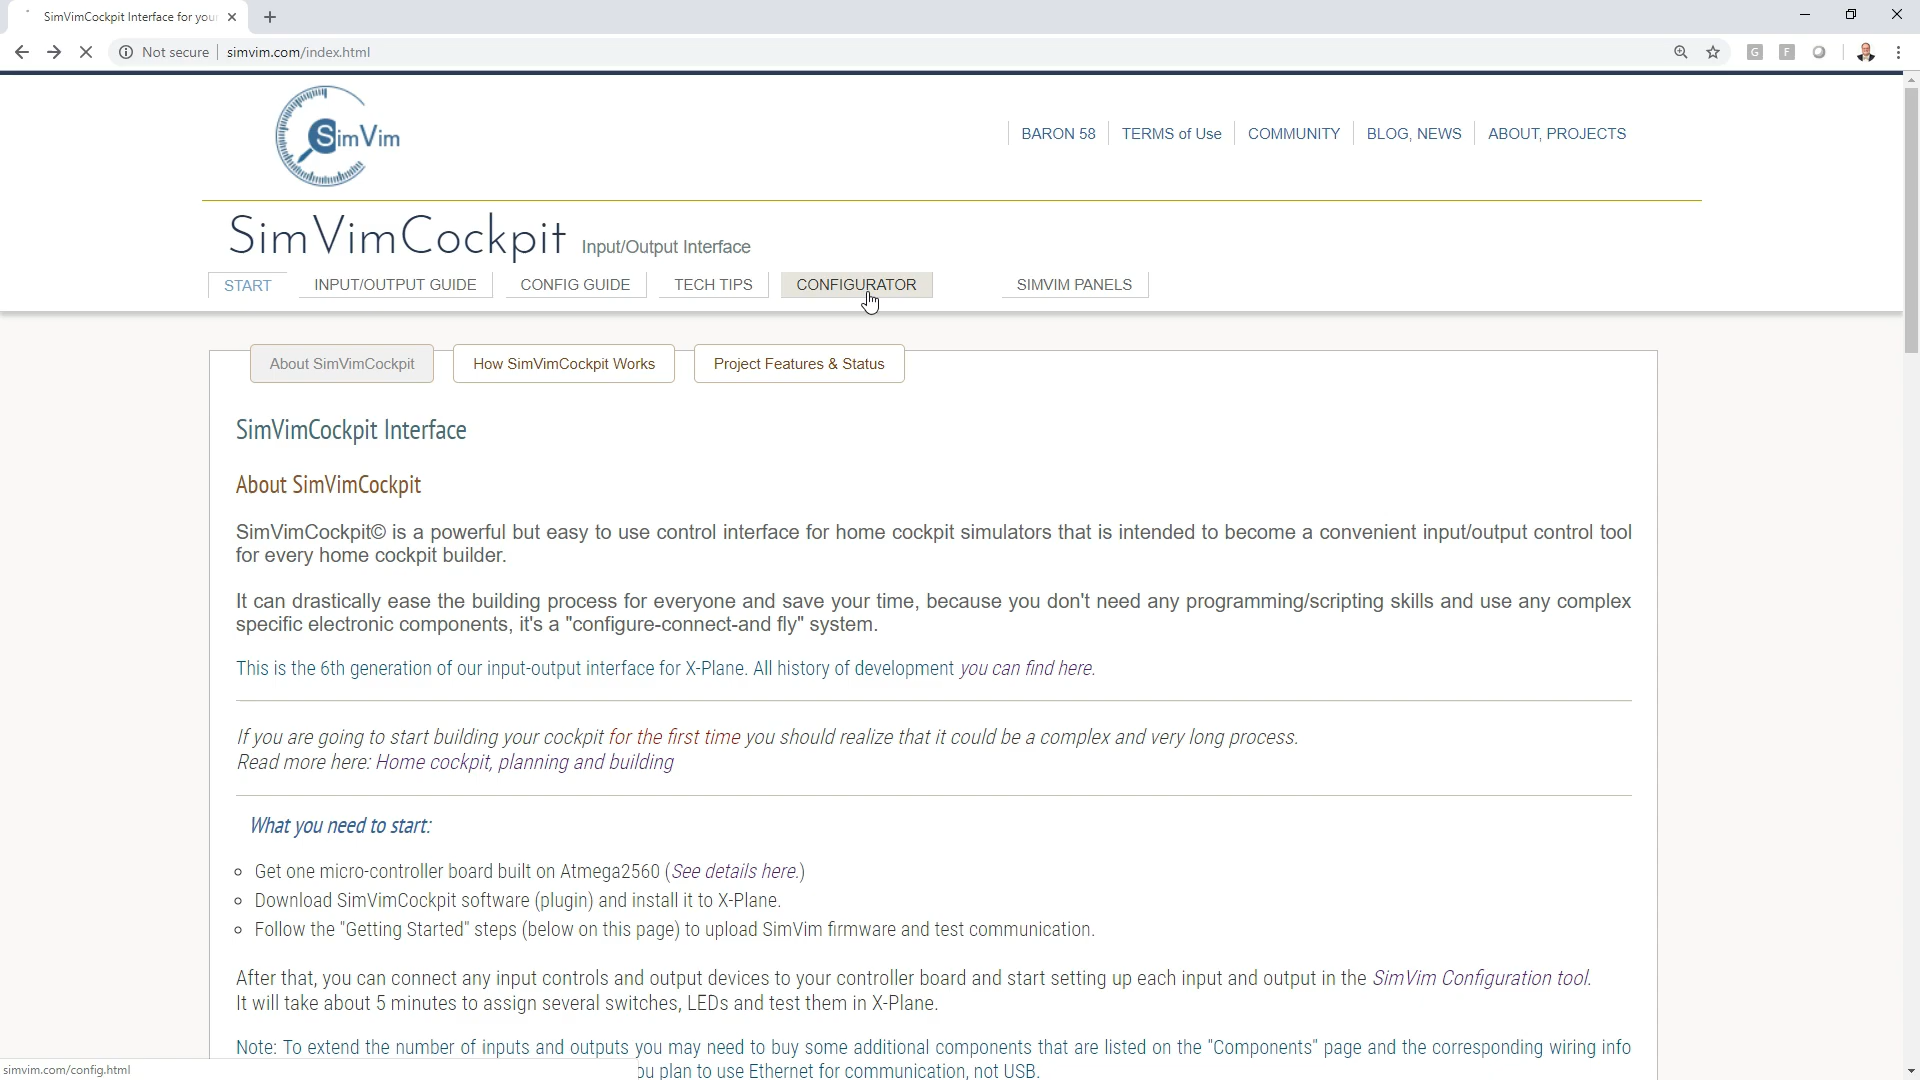 SimVimCockpit Interface for your
Not secure simvim.com/index.html
G F
SimVim
BARON 58 TERMS of Use COMMUNITY BLOG, NEWS ABOUT, PROJECTS
SimVimCockpit Input/Output Interface
START INPUT/OUTPUT GUIDE CONFIG GUIDE TECH TIPS CONFIGURATOR SIMVIM PANELS
About SimVimCockpit How SimVimCockpit Works Project Features & Status
SimVimCockpit Interface
About SimVimCockpit
SimVimCockpit© is a powerful but easy to use control interface for home cockpit simulators that is intended to become a convenient input/output control tool
for every home cockpit builder.
It can drastically ease the building process for everyone and save your time, because you don't need any programming/scripting skills and use any complex
specific electronic components, it's a "configure-connect-and fly" system.
This is the 6th generation of our input-output interface for X-Plane. All history of development you can find here.
If you are going to start building your cockpit for the first time you should realize that it could be a complex and very long process.
Read more here: Home cockpit, planning and building
What you need to start:
Get one micro-controller board built on Atmega2560 (See details here.)
Download SimVimCockpit software (plugin) and install it to X-Plane.
Follow the "Getting Started" steps (below on this page) to upload SimVim firmware and test communication.
After that, you can connect any input controls and output devices to your controller board and start setting up each input and output in the SimVim Configuration tool.
It will take about 5 minutes to assign several switches, LEDs and test them in X-Plane.
Note: To extend the number of inputs and outputs you may need to buy some additional components that are listed on the "Components" page and the corresponding wiring info
simvim.com/config.html
plan to use Ethernet for communication, not USB.